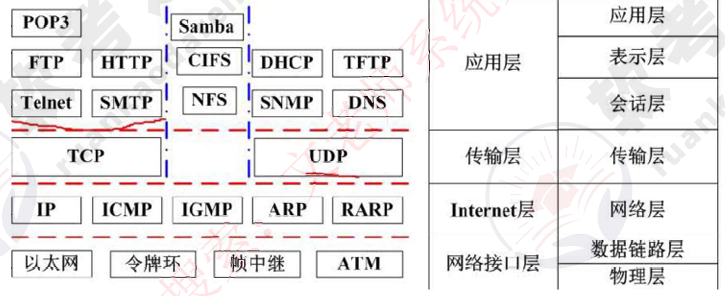 POP3 Samba 应用层
FTP HTTP CIFS DHCP TFTP 应用层 表示层
Telnet SMTP NFS SNMP DNS 会话层
TCP UDP 传输层 传输层
IP ICMP IGMP ARP RARP Internet层 网络层
以太网 令牌环 帧中继 ATM 网络接口层 数据链路层
物理层